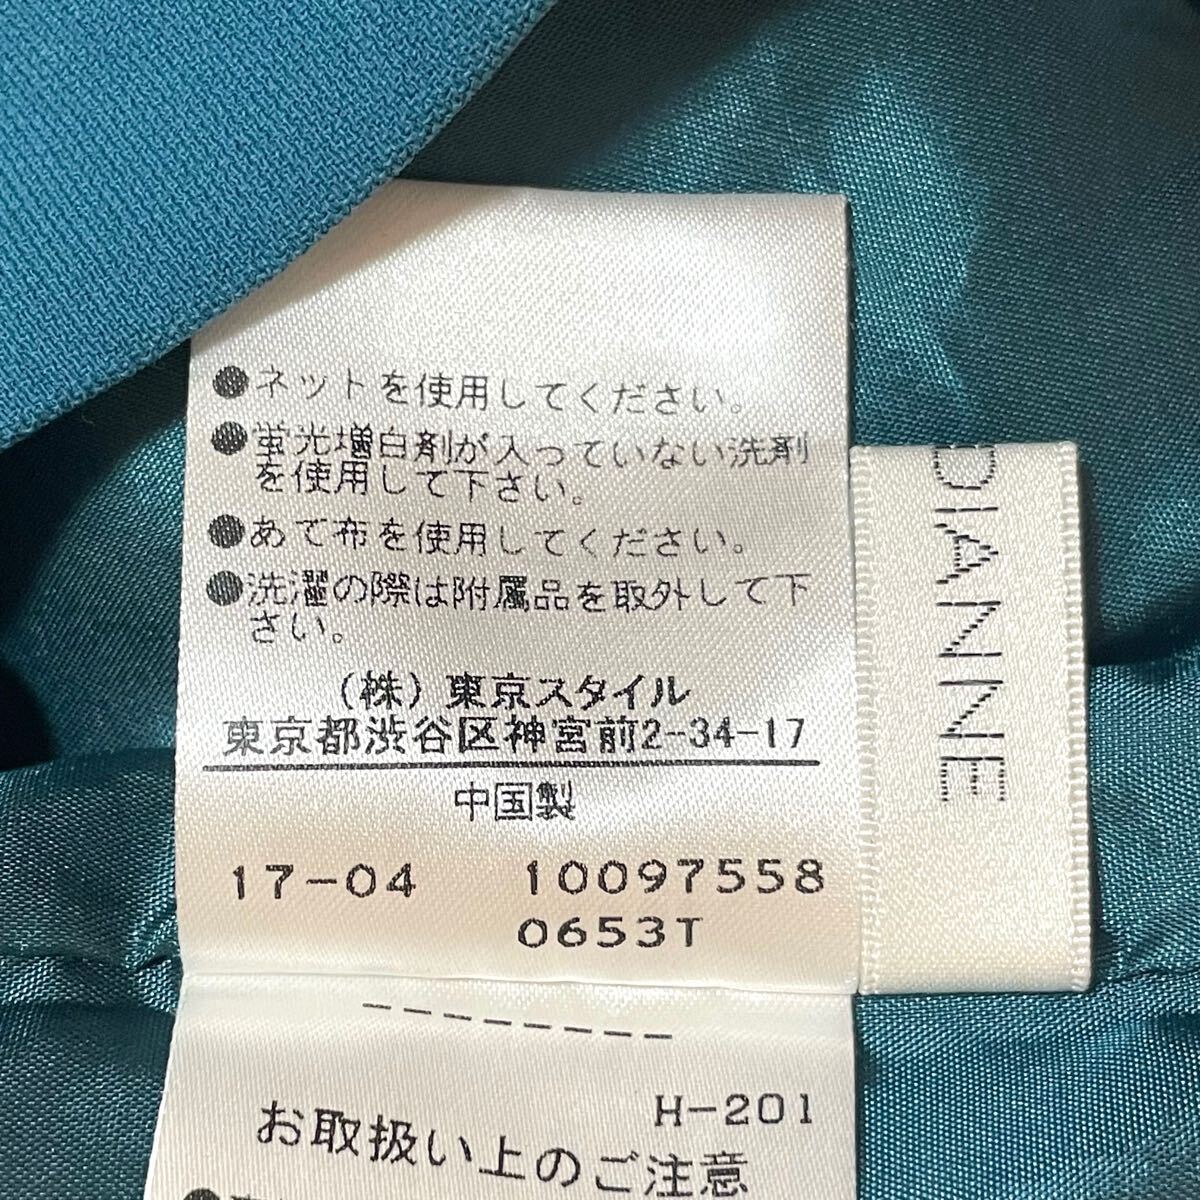 ●ネットを使用してください。
●蛍光増白剤が入っていない洗剤
を使用して下さい。
●あて布を使用してください。
●洗濯の際は附属品を取外して下
さい。
(株)東京スタイル
東京都渋谷区神宮前2-34-17
中国製
17-04 10097558
0653T
--------
H-201
お取扱い上のご注意
DIANNE